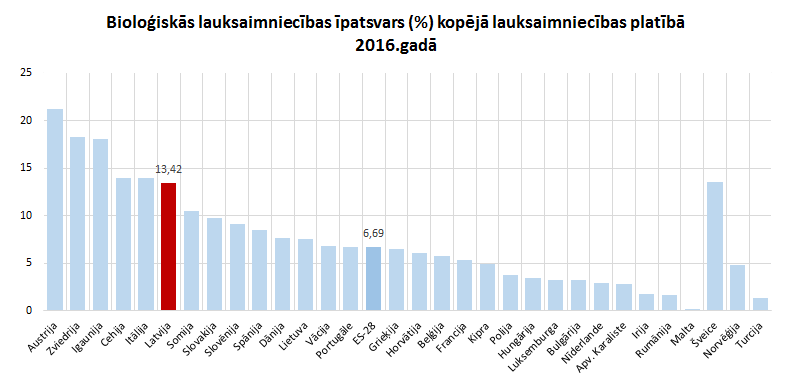 Bioloģiskās lauksaimniecības īpatsvars (%) kopējā lauksaimniecības platībā
2016.gadā
25
20
15
10
5
0
13,42
6,69
Austrija
Zviedrija
Igaunija
Čehija
Itālija
Latvija
Somija
Slovakija
Slovēnija
Spānija
Dānija
Lietuva
Vācija
Portugāle
ES-28
Grieķija
Horvātija
Beļģija
Francija
Kipra
Polija
Hungārija
Luksemburga
Bulgārija
Nīderlande
Apv. Karaliste
Īrija
Rumānija
Malta
Šveice
Norvēģija
Turcija